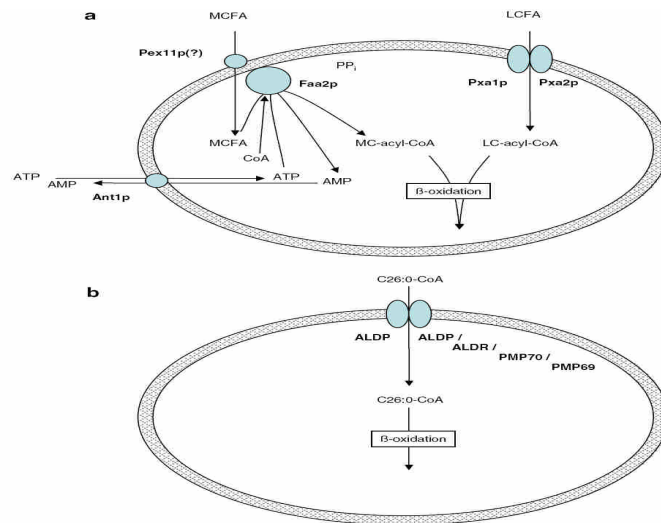 a
MCFA
LCFA
Pex11p(?)
PPi
Faa2p
Pxa1p
Pxa2p
MCFA
CoA
MC-acyl-CoA
LC-acyl-CoA
ATP
AMP
ATP
AMP
Ant1p
ß-oxidation
b
C26:0-CoA
ALDP
ALDP /
ALDR /
PMP70 /
PMP69
C26:0-CoA
ß-oxidation